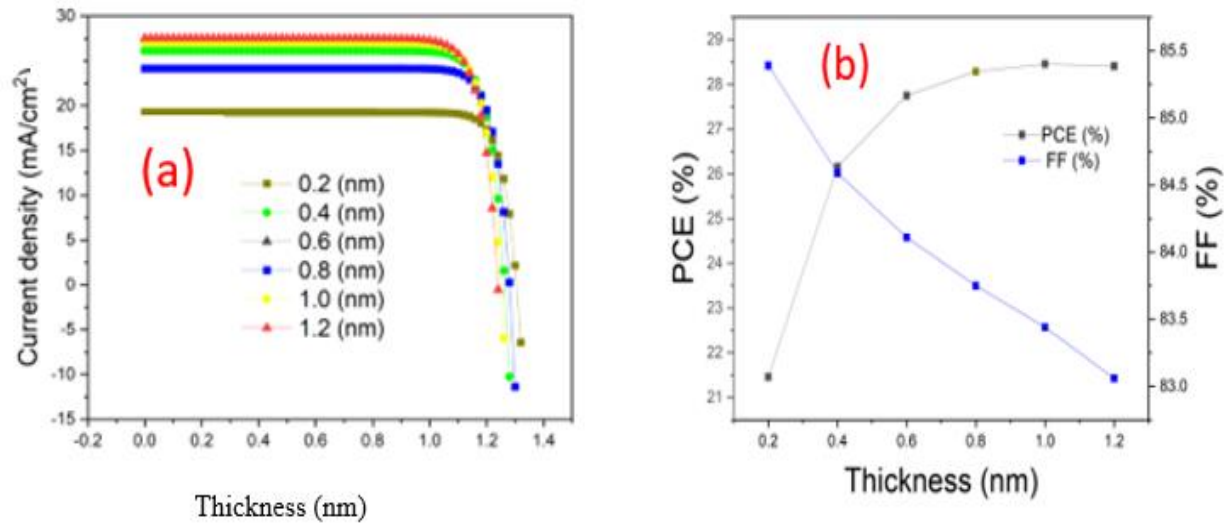 (a)
Current density (mA/cm²)
30
25
20
15
10
5
0
-5
-10
-15
0.2 (nm)
0.4 (nm)
0.6 (nm)
0.8 (nm)
1.0 (nm)
1.2 (nm)
-0.2 0.0 0.2 0.4 0.6 0.8 1.0 1.2 1.4
Thickness (nm)
(b)
PCE (%)
29
28
27
26
25
24
23
22
21
PCE (%)
FF (%)
85.5
85.0
84.5
84.0
83.5
83.0
FF (%)
0.2 0.4 0.6 0.8 1.0 1.2
Thickness (nm)